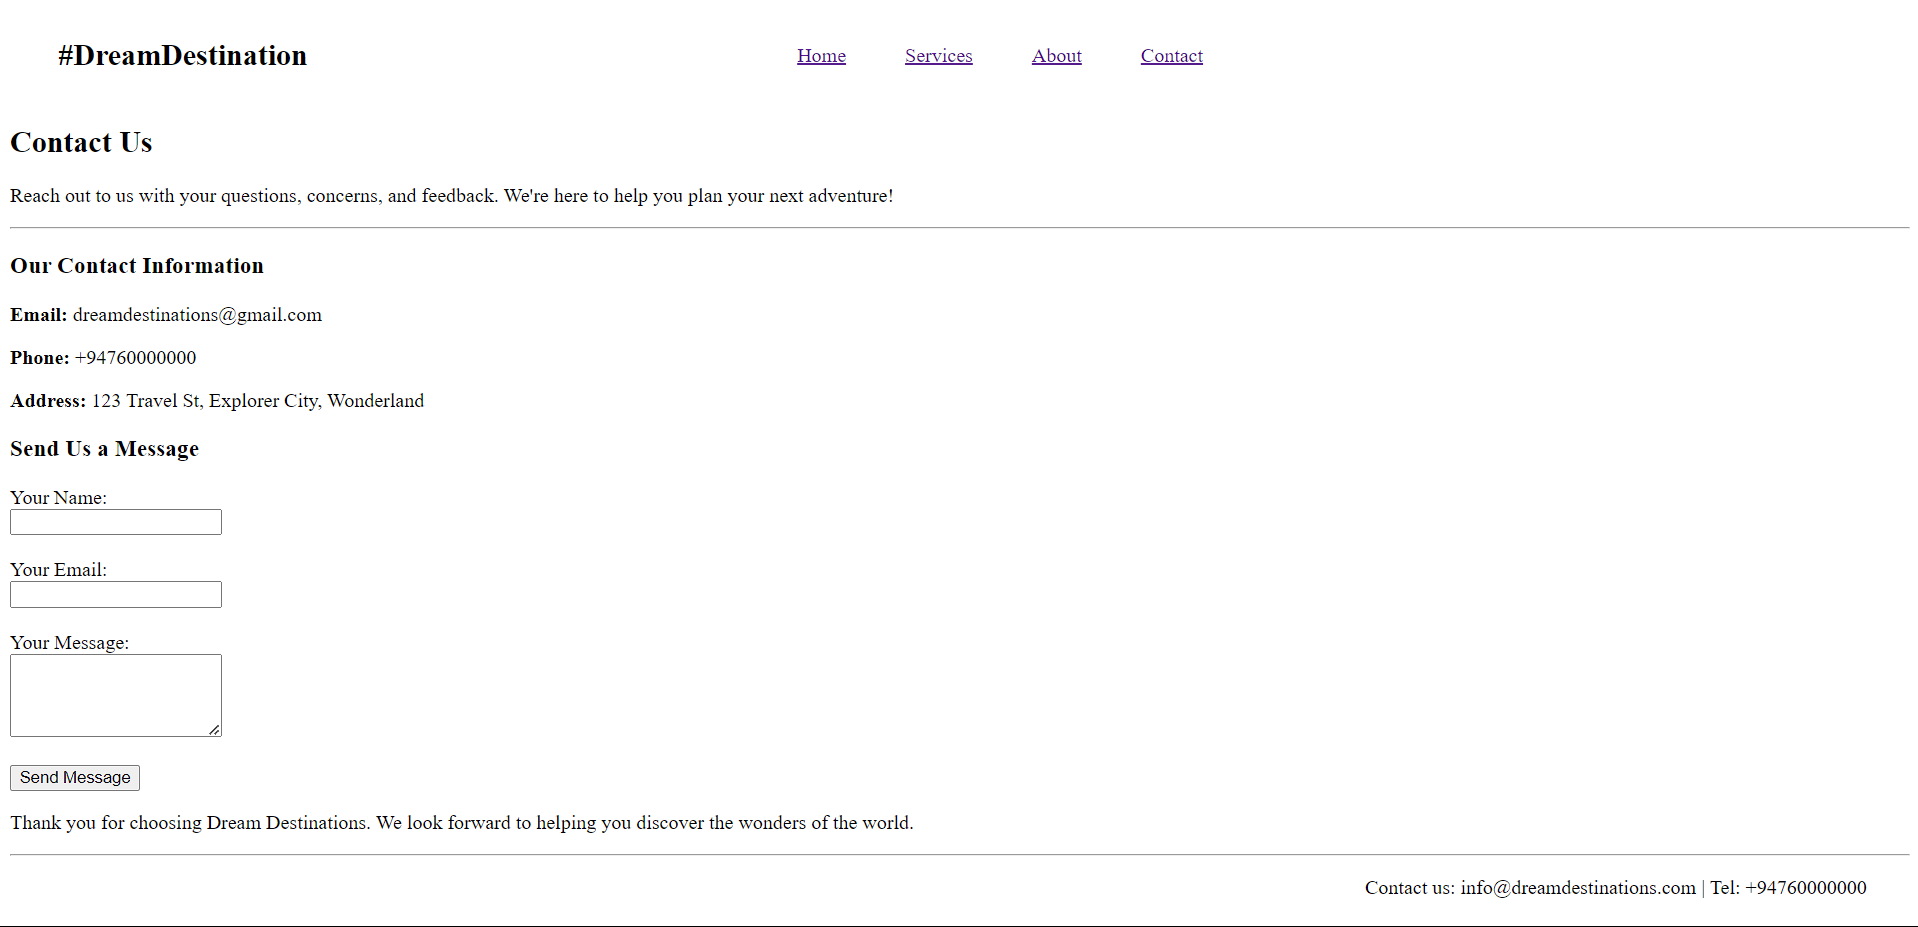 #DreamDestination Home Services About Contact
Contact Us
Reach out to us with your questions, concerns, and feedback. We're here to help you plan your next adventure!
Our Contact Information
Email: dreamdestinations@gmail.com
Phone: +94760000000
Address: 123 Travel St, Explorer City, Wonderland
Send Us a Message
Your Name:
Your Email:
Your Message:
Send Message
Thank you for choosing Dream Destinations. We look forward to helping you discover the wonders of the world.
Contact us: info@dreamdestinations.com | Tel: +94760000000